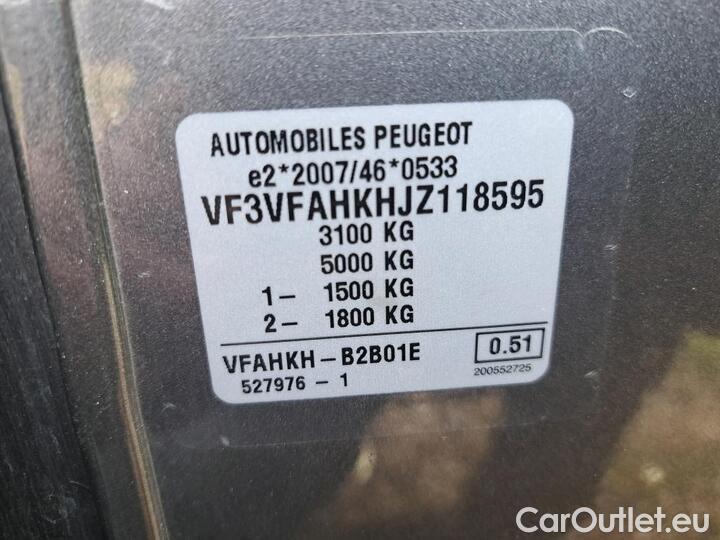 AUTOMOBILES PEUGEOT
e2*2007/46*0533
VF3VFAHKHJZ118595
3100 KG
5000 KG
1- 1500 KG
2- 1800 KG
VFAHKH-B2B01E
0.51
527976-1
200552725
CarOutlet.eu